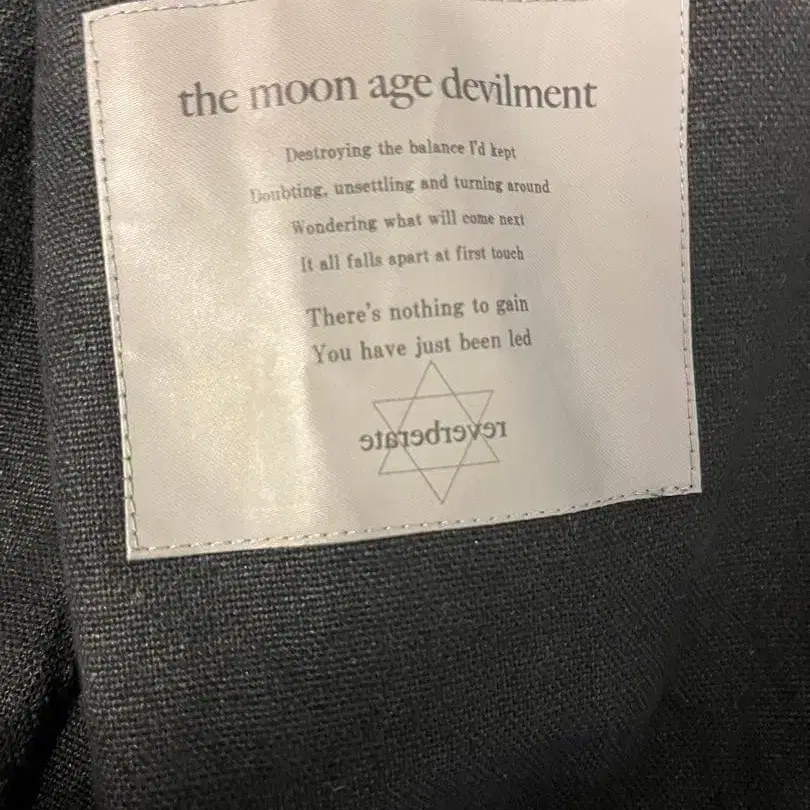 the moon age devilment
Destroying the balance I'd kept
Doubting, unsettling and turning around
Wondering what will come next
It all falls apart at first touch
There's nothing to gain
You have just been led
reverberate